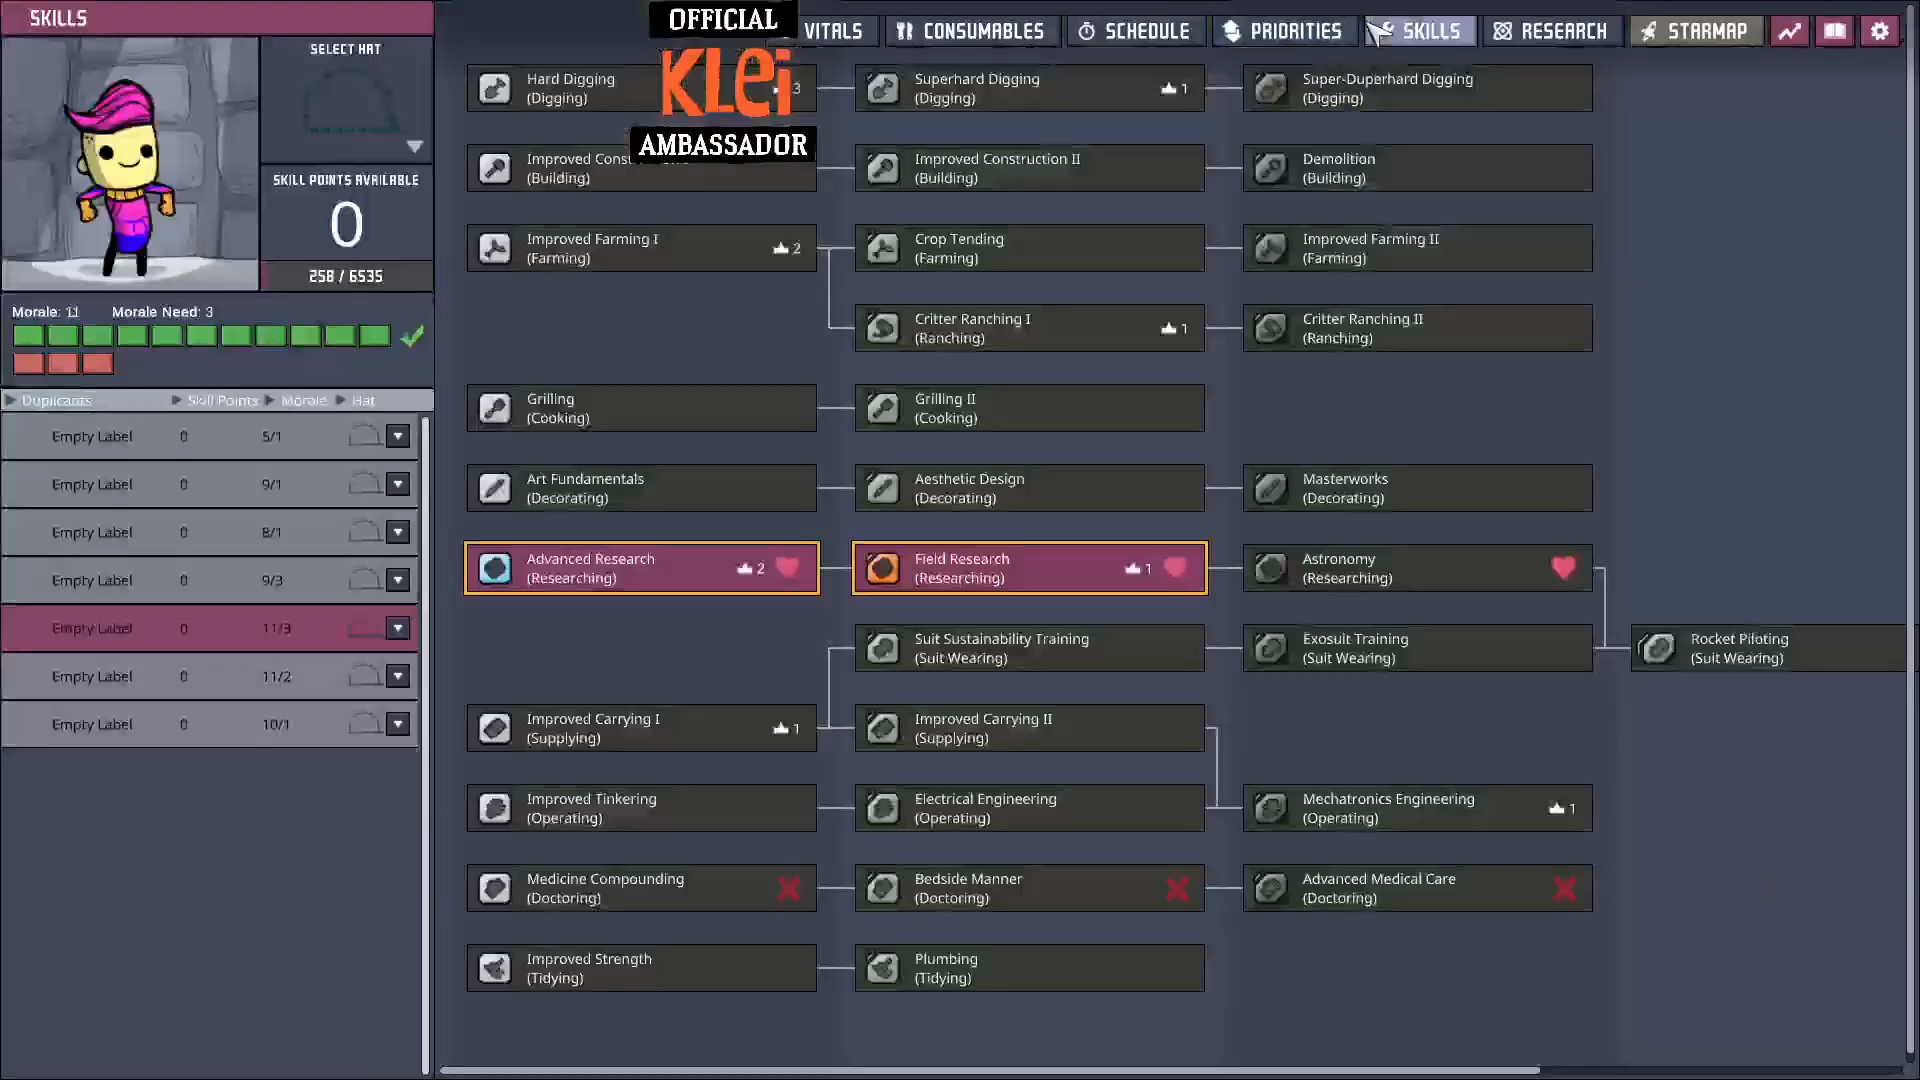 SKILLS
OFFICIAL
KLei
AMBASSADOR
VITALS
CONSUMABLES
SCHEDULE
PRIORITIES
SKILLS
RESEARCH
STARMAP
SELECT HAT
SKILL POINTS AVAILABLE
0
258 / 6535
Morale: 11 Morale Need: 3
Duplicants Skill Points Morale Hat
Empty Label 0 5/1
Empty Label 0 9/1
Empty Label 0 8/1
Empty Label 0 9/3
Empty Label 0 11/3
Empty Label 0 11/2
Empty Label 0 10/1
Hard Digging
(Digging)
3
Superhard Digging
(Digging)
1
Super-Duperhard Digging
(Digging)
Improved
(Building)
Improved Construction II
(Building)
Demolition
(Building)
Improved Farming I
(Farming)
2
Crop Tending
(Farming)
Improved Farming II
(Farming)
Critter Ranching I
(Ranching)
1
Critter Ranching II
(Ranching)
Grilling
(Cooking)
Grilling II
(Cooking)
Art Fundamentals
(Decorating)
Aesthetic Design
(Decorating)
Masterworks
(Decorating)
Advanced Research
(Researching)
2
Field Research
(Researching)
1
Astronomy
(Researching)
Suit Sustainability Training
(Suit Wearing)
Exosuit Training
(Suit Wearing)
Rocket Piloting
(Suit Wearing)
Improved Carrying I
(Supplying)
1
Improved Carrying II
(Supplying)
Improved Tinkering
(Operating)
Electrical Engineering
(Operating)
Mechatronics Engineering
(Operating)
1
Medicine Compounding
(Doctoring)
Bedside Manner
(Doctoring)
Advanced Medical Care
(Doctoring)
Improved Strength
(Tidying)
Plumbing
(Tidying)